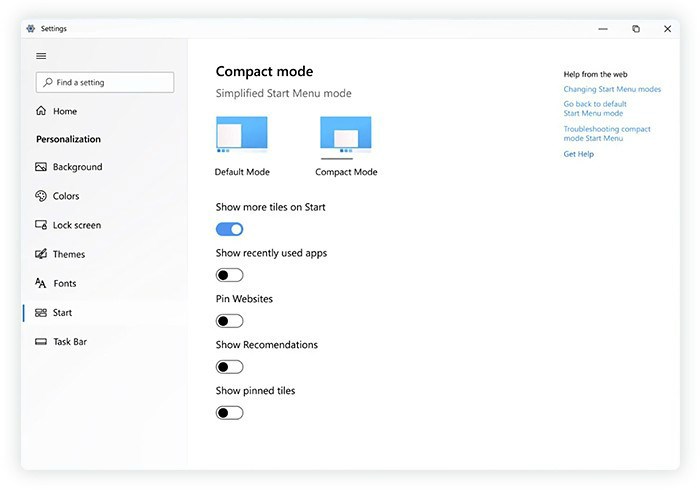 Settings
Find a setting
Home
Personalization
Background
Colors
Lock screen
Themes
Fonts
Start
Task Bar
Compact mode
Simplified Start Menu mode
Default Mode
Compact Mode
Show more tiles on Start
Show recently used apps
Pin Websites
Show Recomendations
Show pinned tiles
Help from the web
Changing Start Menu modes
Go back to default
Start Menu mode
Troubleshooting compact
mode Start Menu
Get Help